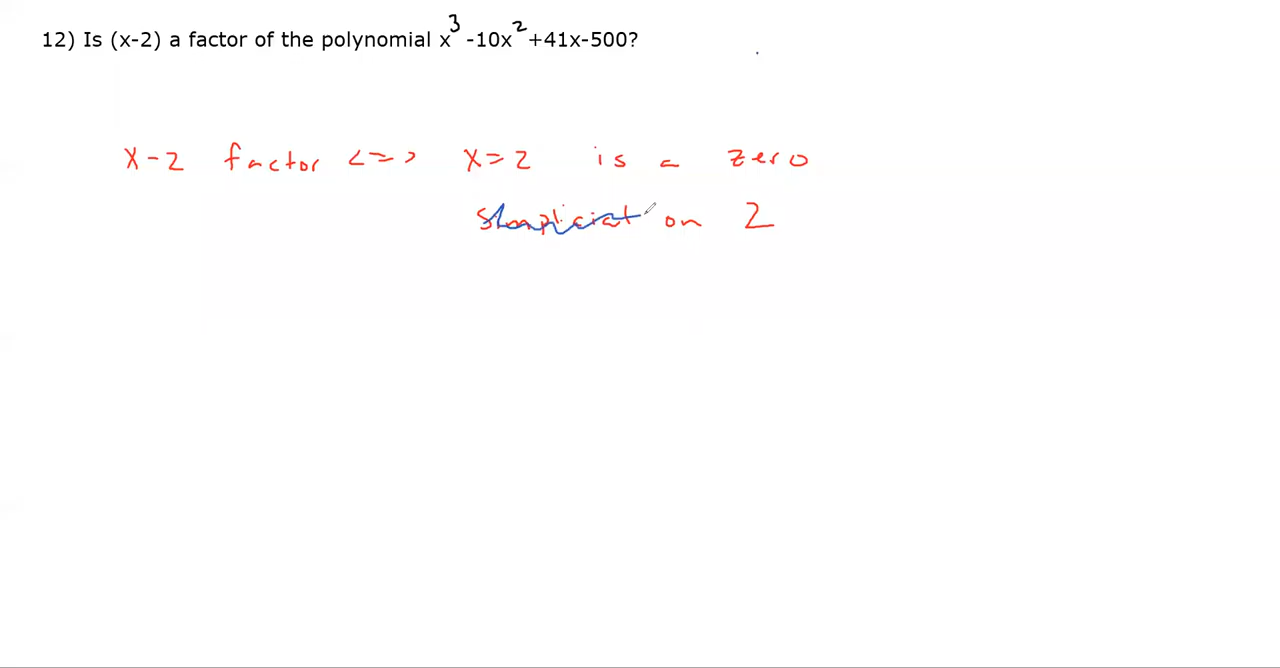 12) Is (x-2) a factor of the polynomial x³ -10x² +41x-500?
x-2 factor <=> x=2 is a zero
on 2